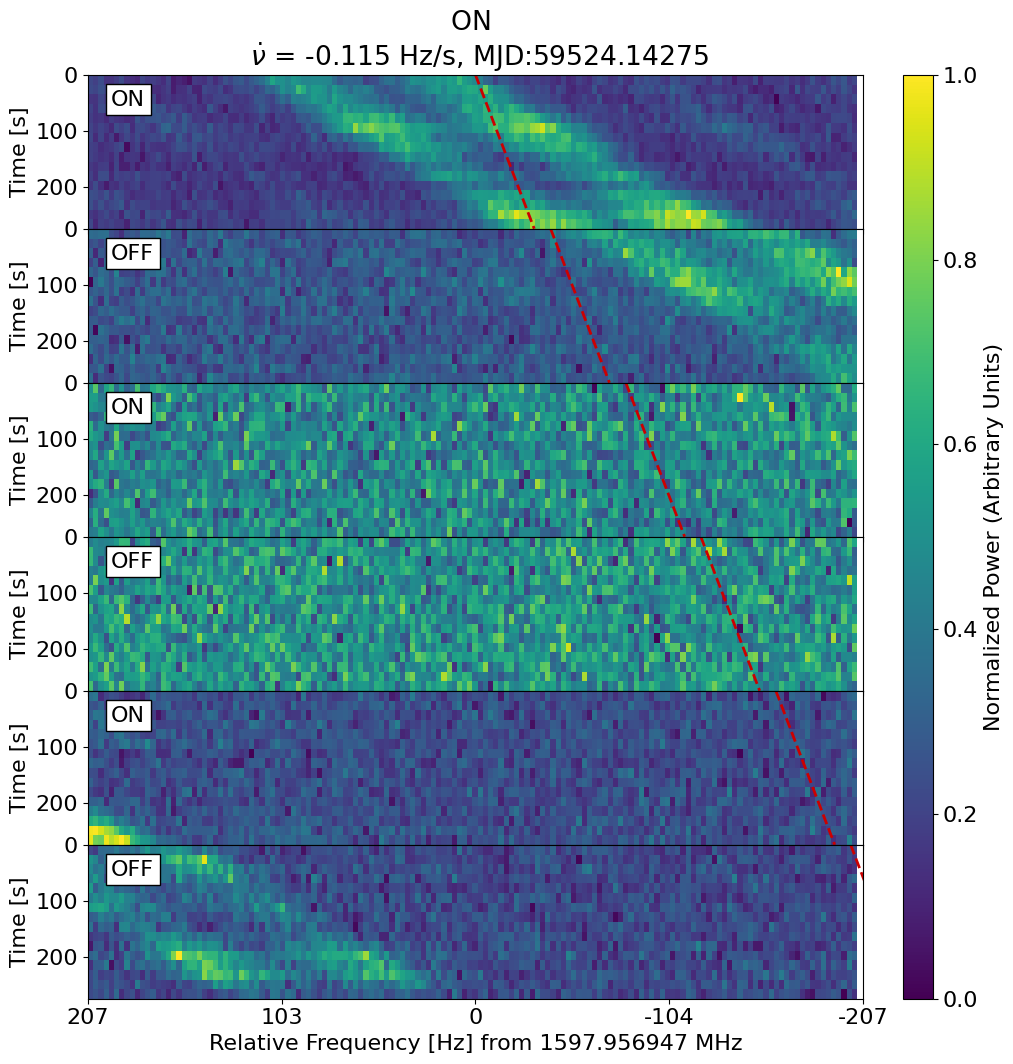 ON
ν̇ = -0.115 Hz/s, MJD:59524.14275
0
ON
100
Time [s]
200
0
OFF
100
Time [s]
200
0
ON
100
Time [s]
200
0
OFF
100
Time [s]
200
0
ON
100
Time [s]
200
0
OFF
100
Time [s]
200
207 103 0 -104 -207
Relative Frequency [Hz] from 1597.956947 MHz
1.0
0.8
0.6
0.4
0.2
0.0
Normalized Power (Arbitrary Units)